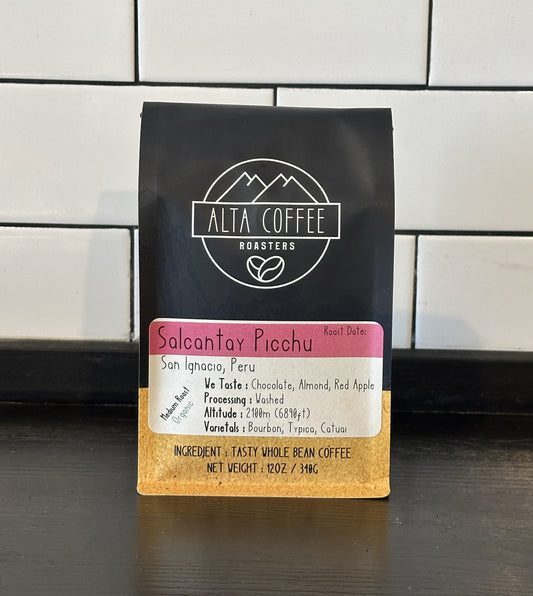 ALTA COFFEE
ROASTERS
Salcantay Picchu
Roast Date:
San Ignacio, Peru
Medium Roast
Organic
We Taste : Chocolate, Almond, Red Apple
Processing : Washed
Altitude : 2100m (6890ft)
Varietals : Bourbon, Typica, Catuai
INGREDIENT : TASTY WHOLE BEAN COFFEE
NET WEIGHT : 12OZ / 340G